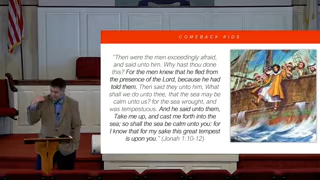 COMEBACK KIDS
"Then were the men exceedingly afraid,
and said unto him. Why hast thou done
this? For the men knew that he fled from
the presence of the Lord, because he had
told them. Then said they unto him, What
shall we do unto thee, that the sea may be
calm unto us? for the sea wrought, and
was tempestuous. And he said unto them,
Take me up, and cast me forth into the
sea; so shall the sea be calm unto you: for
I know that for my sake this great tempest
is upon you." (Jonah 1:10-12)